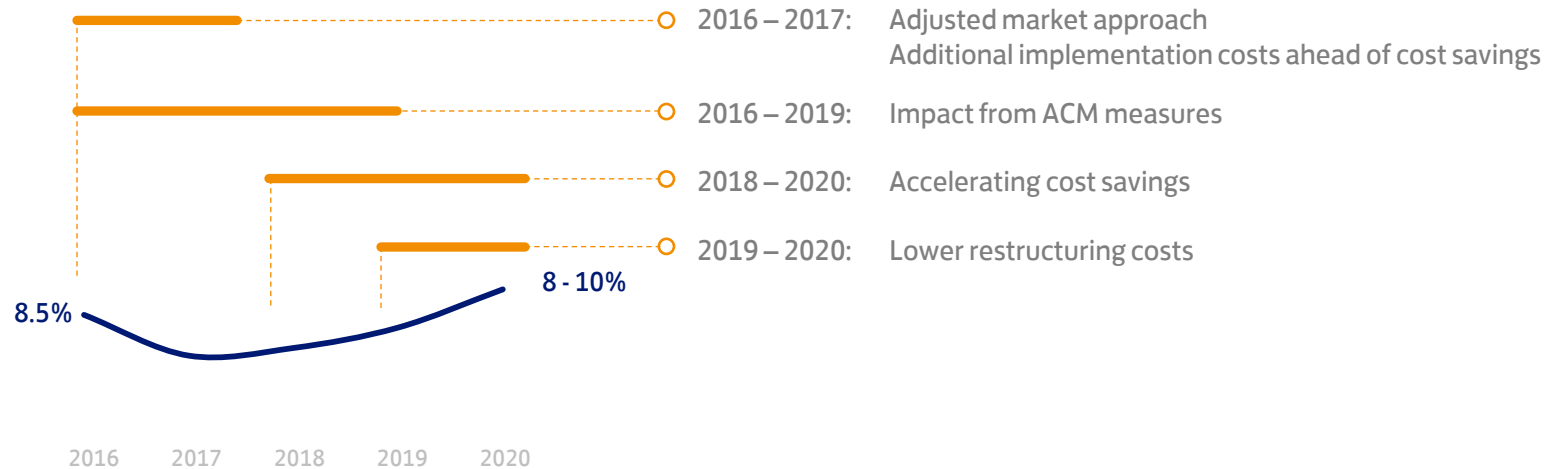 2016 – 2017: Adjusted market approach
Additional implementation costs ahead of cost savings
2016 – 2019: Impact from ACM measures
2018 – 2020: Accelerating cost savings
2019 – 2020: Lower restructuring costs
8 - 10%
8.5%
2016 2017 2018 2019 2020